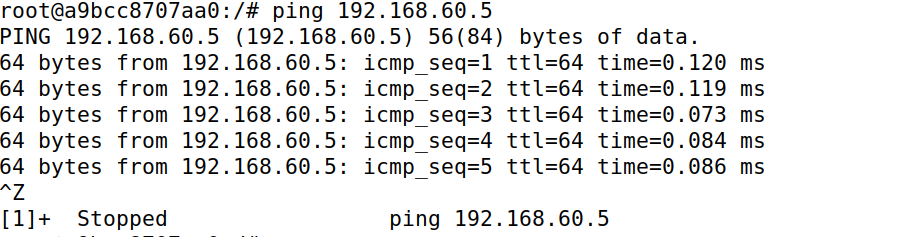 root@a9bcc8707aa0:/# ping 192.168.60.5
PING 192.168.60.5 (192.168.60.5) 56(84) bytes of data.
64 bytes from 192.168.60.5: icmp_seq=1 ttl=64 time=0.120 ms
64 bytes from 192.168.60.5: icmp_seq=2 ttl=64 time=0.119 ms
64 bytes from 192.168.60.5: icmp_seq=3 ttl=64 time=0.073 ms
64 bytes from 192.168.60.5: icmp_seq=4 ttl=64 time=0.084 ms
64 bytes from 192.168.60.5: icmp_seq=5 ttl=64 time=0.086 ms
^Z
[1]+  Stopped                 ping 192.168.60.5